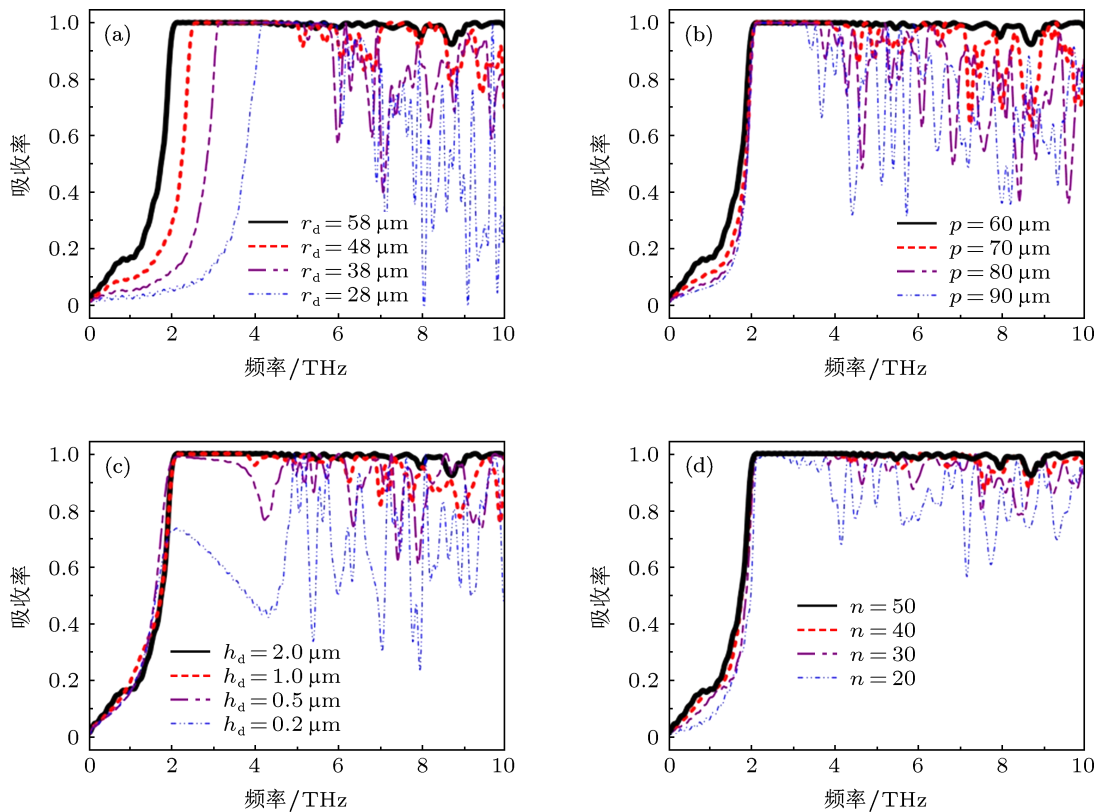 (a)
1.0
0.8
0.6
0.4
0.2
0
吸收率
r_d = 58 μm
r_d = 48 μm
r_d = 38 μm
r_d = 28 μm
0 2 4 6 8 10
频率/THz
(b)
1.0
0.8
0.6
0.4
0.2
0
吸收率
p = 60 μm
p = 70 μm
p = 80 μm
p = 90 μm
0 2 4 6 8 10
频率/THz
(c)
1.0
0.8
0.6
0.4
0.2
0
吸收率
h_d = 2.0 μm
h_d = 1.0 μm
h_d = 0.5 μm
h_d = 0.2 μm
0 2 4 6 8 10
频率/THz
(d)
1.0
0.8
0.6
0.4
0.2
0
吸收率
n = 50
n = 40
n = 30
n = 20
0 2 4 6 8 10
频率/THz